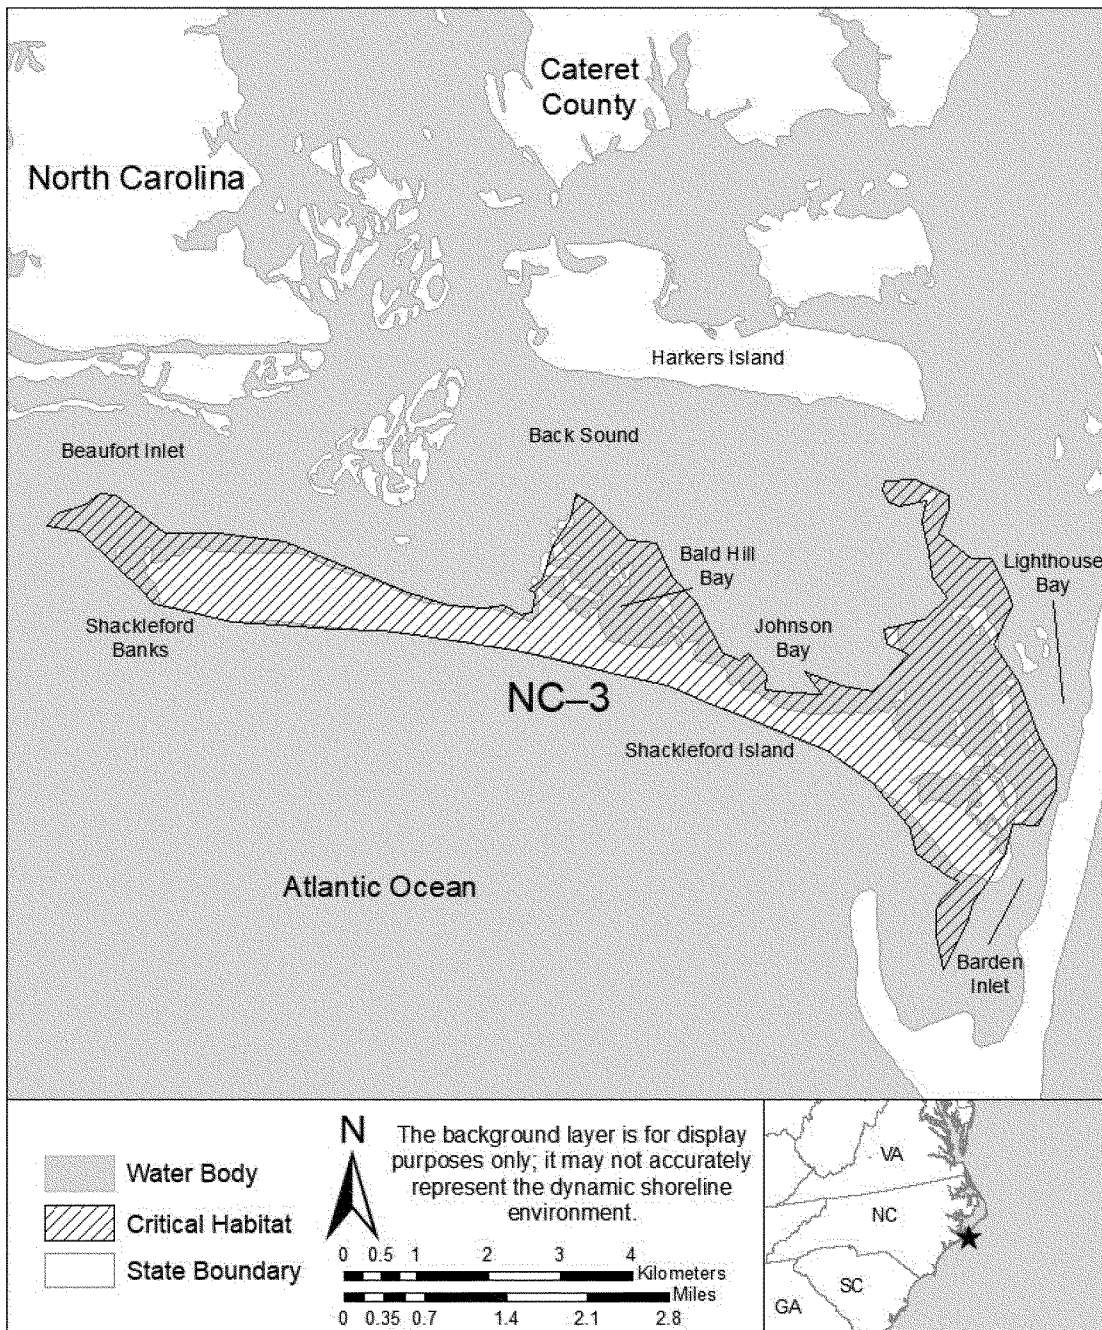 Cateret
County
North Carolina
Harkers Island
Back Sound
Beaufort Inlet
Bald Hill
Bay
Lighthouse
Bay
Shackleford
Banks
Johnson
Bay
NC–3
Shackleford Island
Atlantic Ocean
Barden
Inlet
Water Body
Critical Habitat
State Boundary
N
The background layer is for display
purposes only; it may not accurately
represent the dynamic shoreline
environment.
0 0.5 1 2 3 4
Kilometers
Miles
0 0.35 0.7 1.4 2.1 2.8
VA
NC
SC
GA